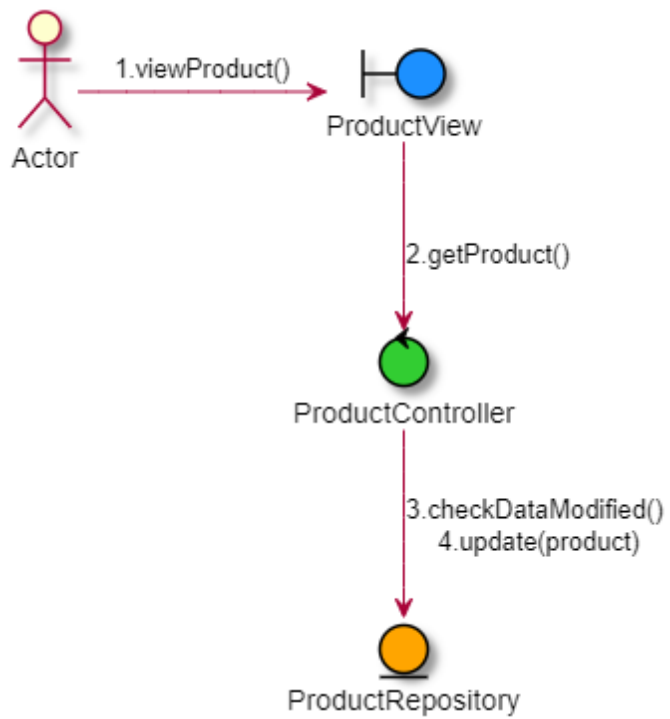 1.viewProduct()
Actor
ProductView
2.getProduct()
ProductController
3.checkDataModified()
4.update(product)
ProductRepository